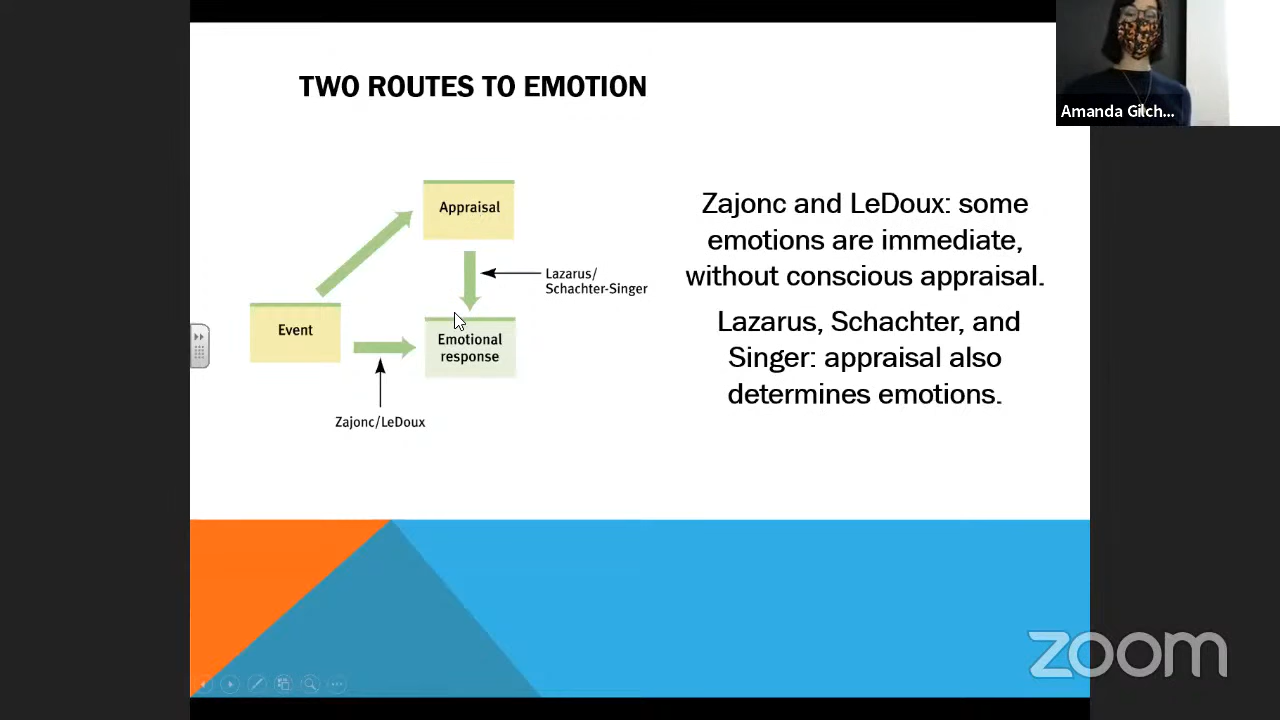 TWO ROUTES TO EMOTION
Amanda Gilch...
Appraisal
Lazarus/
Schachter-Singer
Event
Emotional
response
Zajonc/LeDoux
Zajonc and LeDoux: some
emotions are immediate,
without conscious appraisal.
Lazarus, Schachter, and
Singer: appraisal also
determines emotions.
zoom